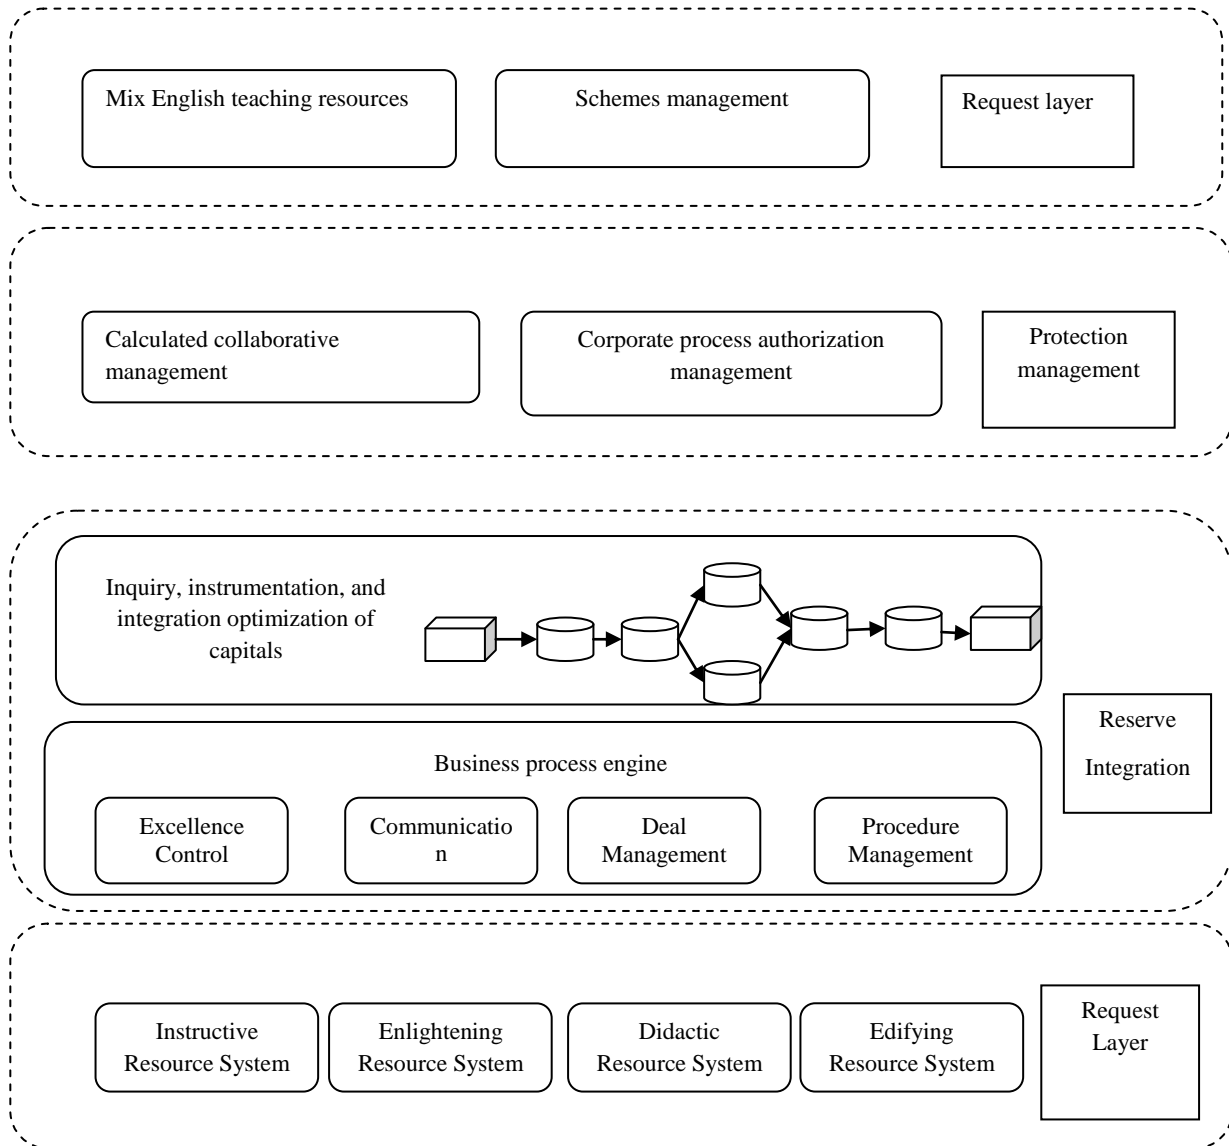 Mix English teaching resources
Schemes management
Request layer
Calculated collaborative
management
Corporate process authorization
management
Protection
management
Inquiry, instrumentation, and
integration optimization of
capitals
Reserve
Integration
Business process engine
Excellence
Control
Communicatio
n
Deal
Management
Procedure
Management
Instructive
Resource System
Enlightening
Resource System
Didactic
Resource System
Edifying
Resource System
Request
Layer